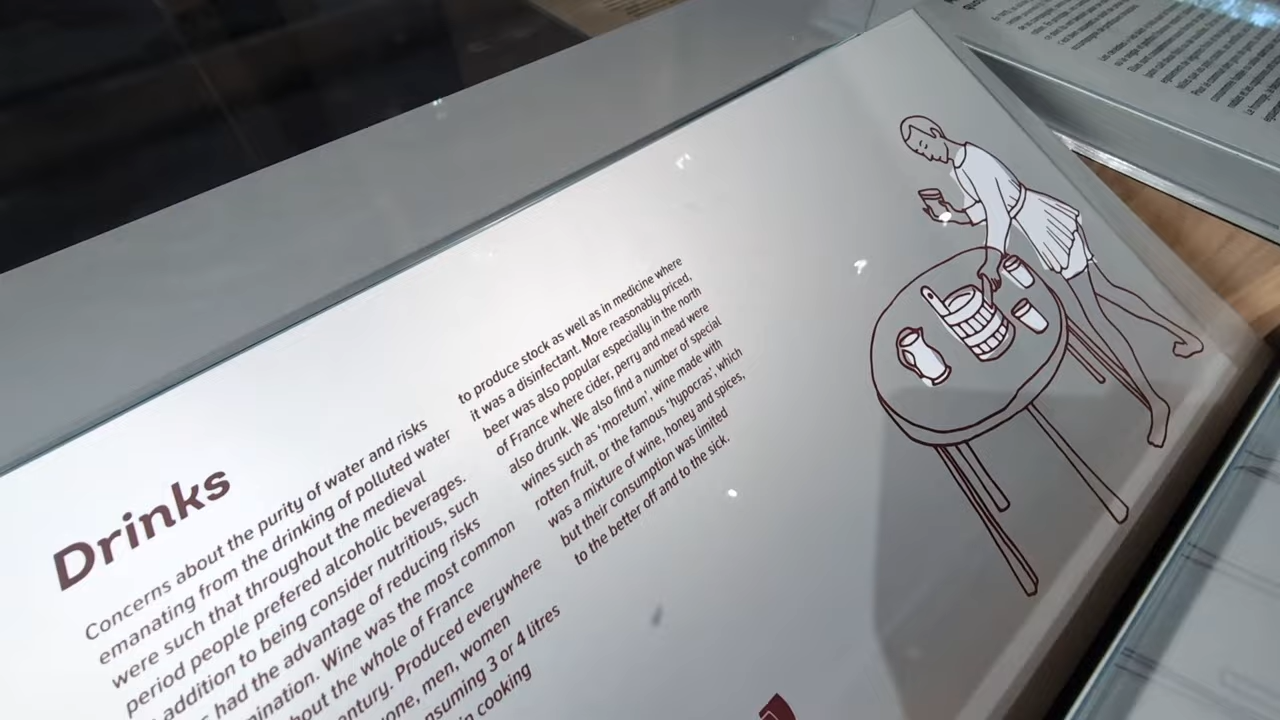 Drinks
Concerns about the purity of water and risks
emanating from the drinking of polluted water
were such that throughout the medieval
period people prefered alcoholic beverages.
addition to being consider nutritious, such
had the advantage of reducing risks
mination. Wine was the most common
hout the whole of France
entury. Produced everywhere
one, men, women
nsuming 3 or 4 litres
in cooking
to produce stock as well as in medicine where
it was a disinfectant. More reasonably priced,
beer was also popular especially in the north
of France where cider, perry and mead were
also drunk. We also find a number of special
wines such as 'moretum', wine made with
rotten fruit, or the famous 'hypocras', which
was a mixture of wine, honey and spices,
but their consumption was limited
to the better off and to the sick.